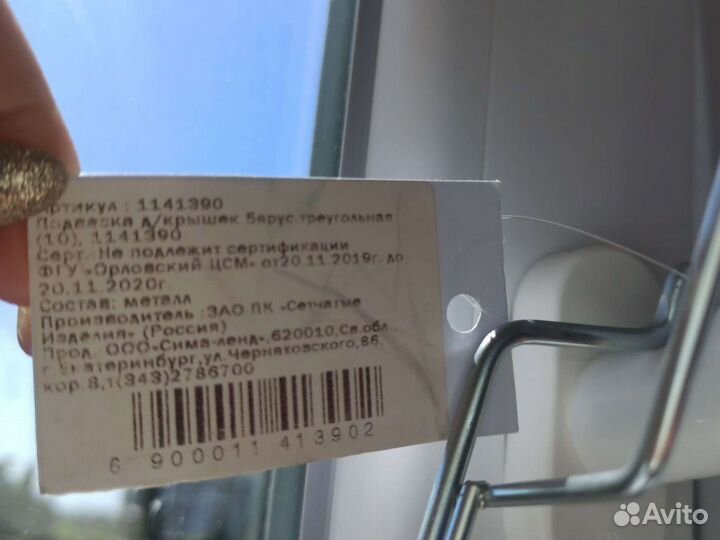 Артикул : 1141390
Подвеска д/крышек Барус треугольная
(10), 1141390
Серт.:Не подлежит сертификации
ФГУ «Орловский ЦСМ» от20.11.2019г. до
20.11.2020г.
Состав: металл
Производитель :ЗАО ПК «Сетчатые
Изделия» (Россия)
Прод.: ООО«Сима-ленд»,620010,Св.обл
г.Екатеринбург,ул.Черняховского,86,
кор.8,т(343)2786700
6 900011 413902
Avito